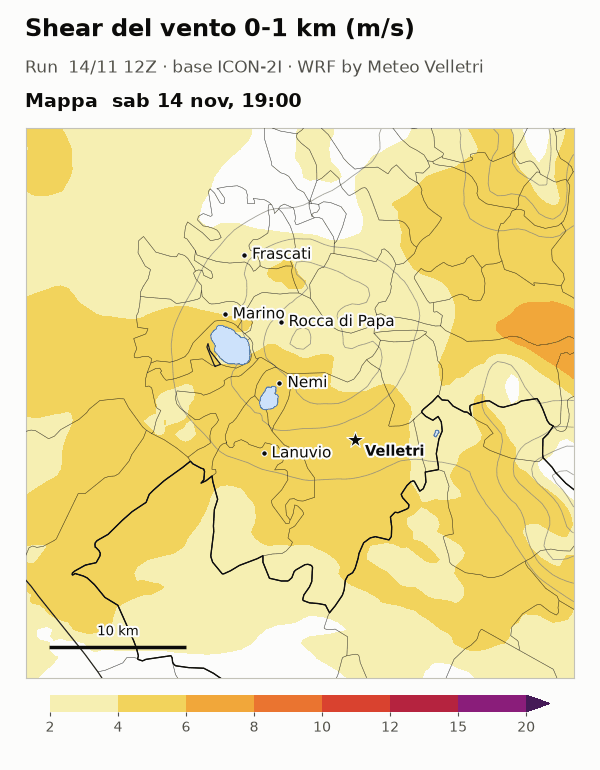 Shear del vento 0-1 km (m/s)
Run  14/11 12Z · base ICON-2I · WRF by Meteo Velletri
Mappa  sab 14 nov, 19:00
Frascati
Marino
Rocca di Papa
Nemi
Velletri
Lanuvio
10 km
2 4 6 8 10 12 15 20